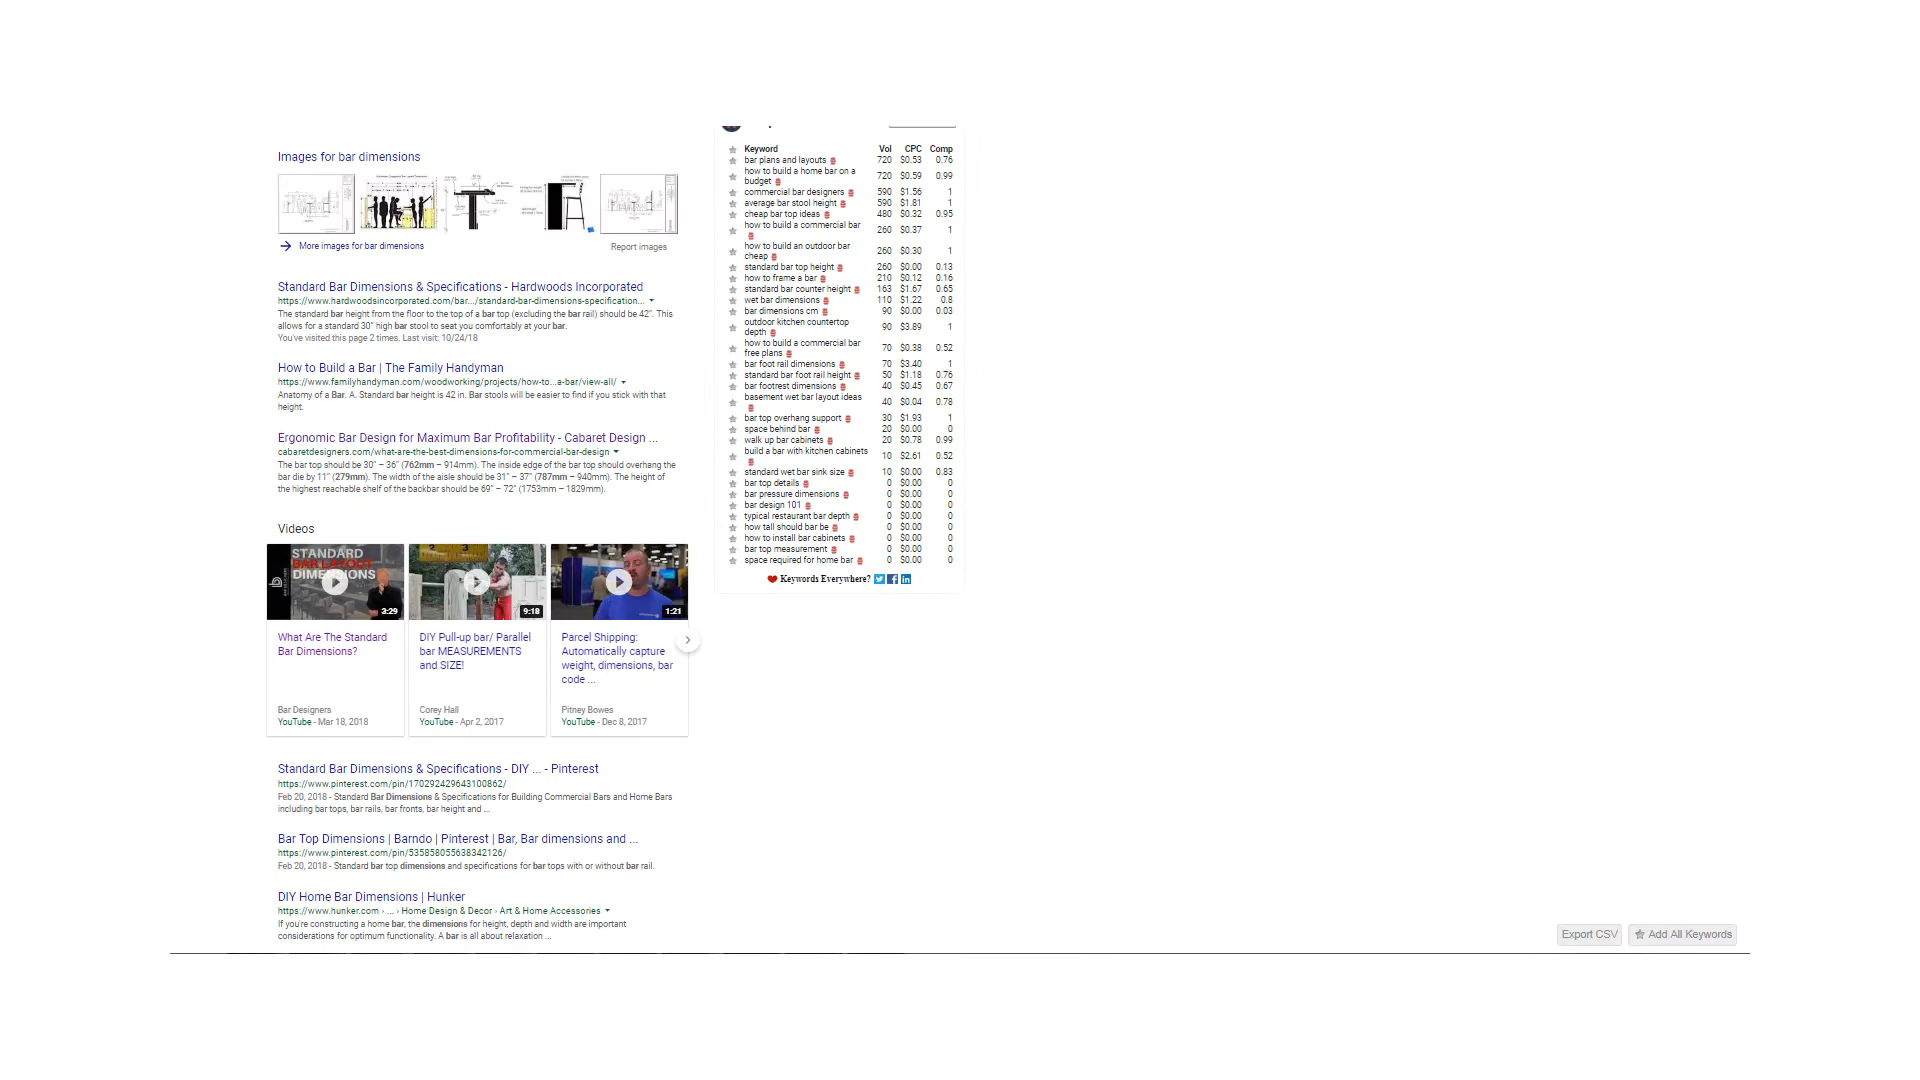 Images for bar dimensions
More images for bar dimensions
Report images
Standard Bar Dimensions & Specifications - Hardwoods Incorporated
https://www.hardwoodsincorporated.com/bar.../standard-bar-dimensions-specification...
The standard bar height from the floor to the top of a bar top (excluding the bar rail) should be 42". This
allows for a standard 30" high bar stool to seat you comfortably at your bar.
You've visited this page 2 times. Last visit: 10/24/18
How to Build a Bar | The Family Handyman
https://www.familyhandyman.com/woodworking/projects/how-to...a-bar/view-all/
Anatomy of a Bar. A. Standard bar height is 42 in. Bar stools will be easier to find if you stick with that
height.
Ergonomic Bar Design for Maximum Bar Profitability - Cabaret Design ...
cabaretdesigners.com/what-are-the-best-dimensions-for-commercial-bar-design
The bar top should be 30" – 36" (762mm – 914mm). The inside edge of the bar top should overhang the
bar die by 11" (279mm). The width of the aisle should be 31" – 37" (787mm – 940mm). The height of
the highest reachable shelf of the backbar should be 69" – 72" (1753mm – 1829mm).
Videos
STANDARD
BAR LAYOUT
DIMENSIONS
3:29
2 3
9:18
1:21
What Are The Standard
Bar Dimensions?
Bar Designers
YouTube - Mar 18, 2018
DIY Pull-up bar/ Parallel
bar MEASUREMENTS
and SIZE!
Corey Hall
YouTube - Apr 2, 2017
Parcel Shipping:
Automatically capture
weight, dimensions, bar
code ...
Pitney Bowes
YouTube - Dec 8, 2017
Standard Bar Dimensions & Specifications - DIY ... - Pinterest
https://www.pinterest.com/pin/170292429643100862/
Feb 20, 2018 - Standard Bar Dimensions & Specifications for Building Commercial Bars and Home Bars
including bar tops, bar rails, bar fronts, bar height and ...
Bar Top Dimensions | Barndo | Pinterest | Bar, Bar dimensions and ...
https://www.pinterest.com/pin/535858055638342126/
Feb 20, 2018 - Standard bar top dimensions and specifications for bar tops with or without bar rail.
DIY Home Bar Dimensions | Hunker
https://www.hunker.com › ... › Home Design & Decor › Art & Home Accessories
If you're constructing a home bar, the dimensions for height, depth and width are important
considerations for optimum functionality. A bar is all about relaxation ...
Keyword Vol CPC Comp
bar plans and layouts 720 $0.53 0.76
how to build a home bar on a
budget 720 $0.59 0.99
commercial bar designers 590 $1.56 1
average bar stool height 590 $1.81 1
cheap bar top ideas 480 $0.32 0.95
how to build a commercial bar 260 $0.37 1
how to build an outdoor bar
cheap 260 $0.30 1
standard bar top height 260 $0.00 0.13
how to frame a bar 210 $0.12 0.16
standard bar counter height 163 $1.67 0.65
wet bar dimensions 110 $1.22 0.8
bar dimensions cm 90 $0.00 0.03
outdoor kitchen countertop
depth 90 $3.89 1
how to build a commercial bar
free plans 70 $0.38 0.52
bar foot rail dimensions 70 $3.40 1
standard bar foot rail height 50 $1.18 0.76
bar footrest dimensions 40 $0.45 0.67
basement wet bar layout ideas 40 $0.04 0.78
bar top overhang support 30 $1.93 1
space behind bar 20 $0.00 0
walk up bar cabinets 20 $0.78 0.99
build a bar with kitchen cabinets 10 $2.61 0.52
standard wet bar sink size 10 $0.00 0.83
bar top details 0 $0.00 0
bar pressure dimensions 0 $0.00 0
bar design 101 0 $0.00 0
typical restaurant bar depth 0 $0.00 0
how tall should bar be 0 $0.00 0
how to install bar cabinets 0 $0.00 0
bar top measurement 0 $0.00 0
space required for home bar 0 $0.00 0
Keywords Everywhere?
Export CSV
Add All Keywords